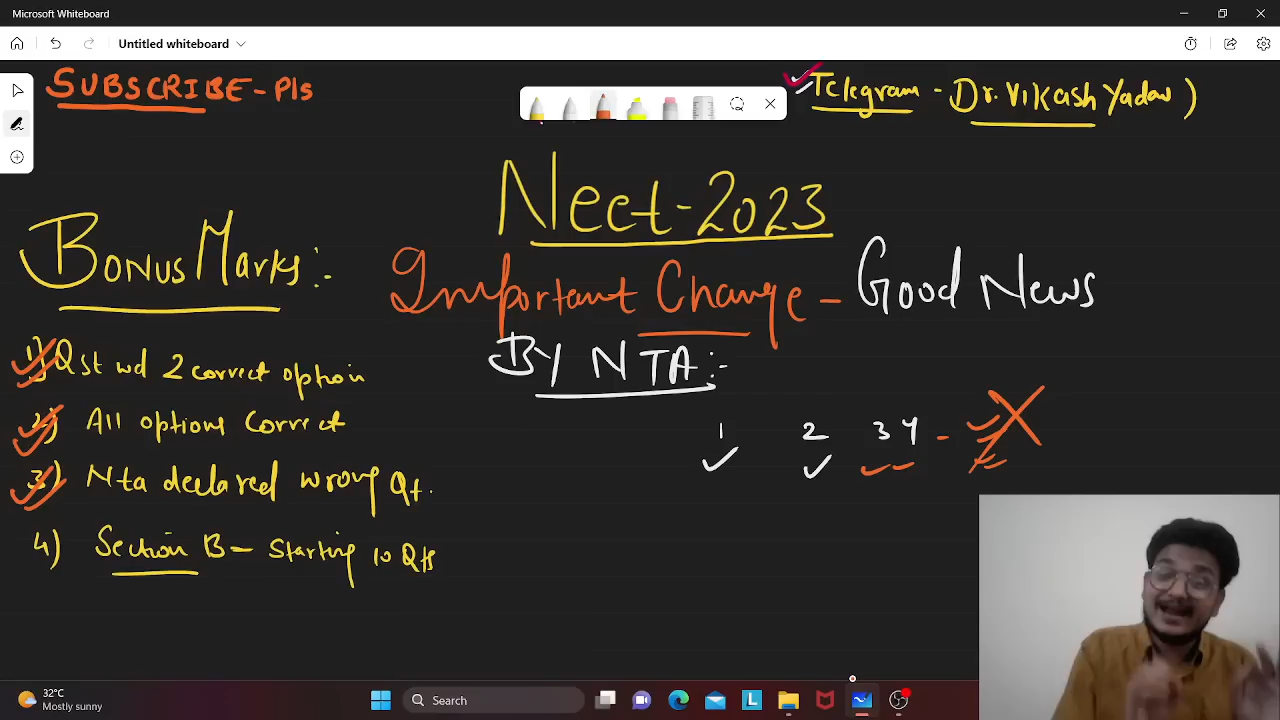 Microsoft Whiteboard
Untitled whiteboard
SUBSCRIBE - Pls
Telegram - Dr. Vikash Yadav )
Neet - 2023
Important Change - Good News
BY NTA :-
Bonus Marks :-
1) Qst wd 2 correct option
2) All options correct
3) Nta declared wrong Qt.
4) Section B - Starting 10 Qts
1 2 3 4 -
32°C
Mostly sunny
Search